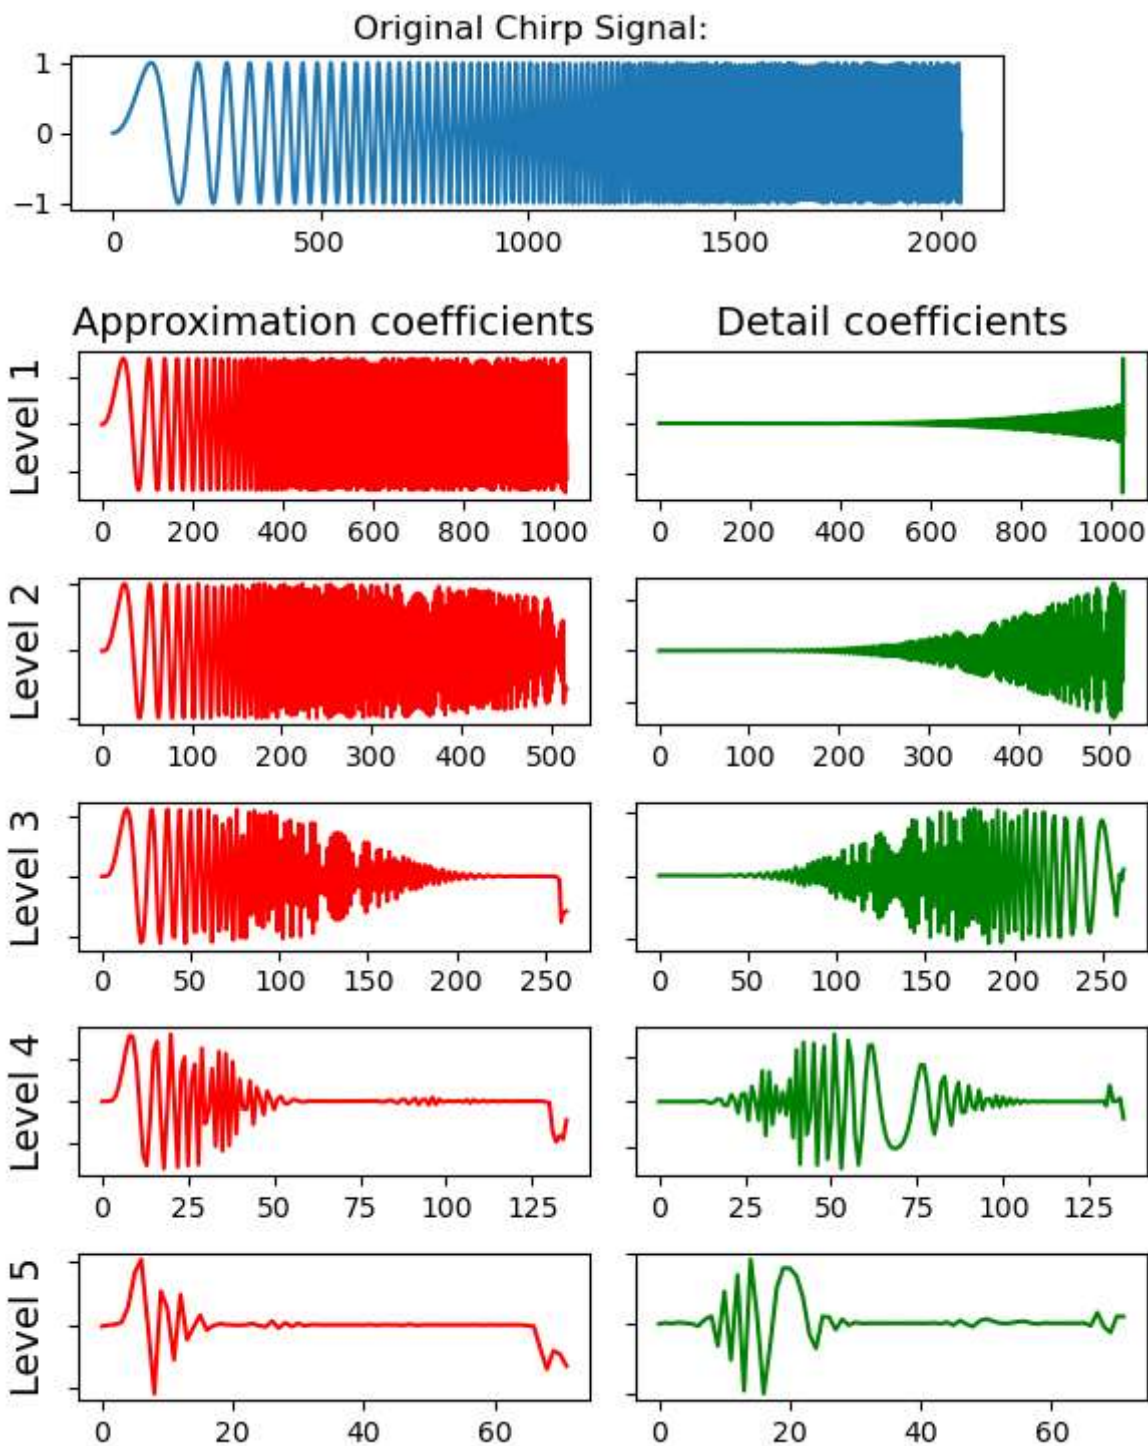 Original Chirp Signal:
1
0
−1
0 500 1000 1500 2000
Approximation coefficients Detail coefficients
Level 1
0 200 400 600 800 1000 0 200 400 600 800 1000
Level 2
0 100 200 300 400 500 0 100 200 300 400 500
Level 3
0 50 100 150 200 250 0 50 100 150 200 250
Level 4
0 25 50 75 100 125 0 25 50 75 100 125
Level 5
0 20 40 60 0 20 40 60